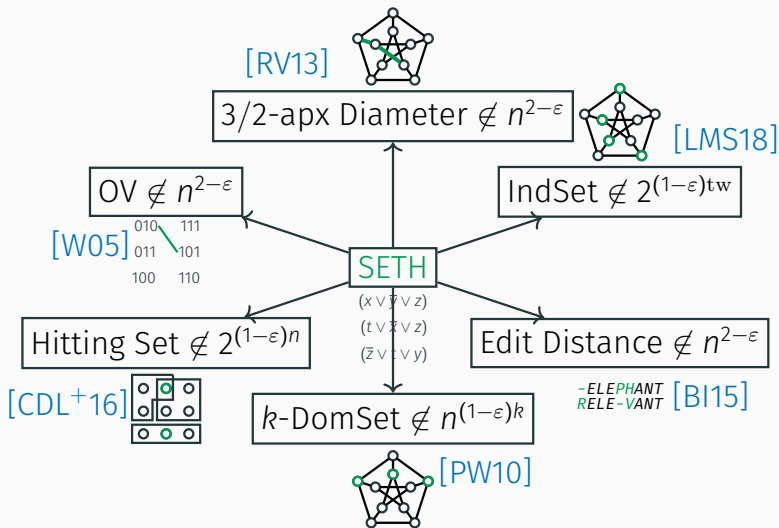 [RV13]
3/2-apx Diameter ∉ n^{2−ε}
[LMS18]
OV ∉ n^{2−ε}
IndSet ∉ 2^{(1−ε)tw}
[W05]
010 111
011 101
100 110
SETH
(x ∨ y̅ ∨ z)
(t ∨ x̅ ∨ z)
(z̅ ∨ t ∨ y)
Hitting Set ∉ 2^{(1−ε)n}
Edit Distance ∉ n^{2−ε}
[CDL⁺16]
-ELEPHANT
RELE-VANT
[BI15]
k-DomSet ∉ n^{(1−ε)k}
[PW10]